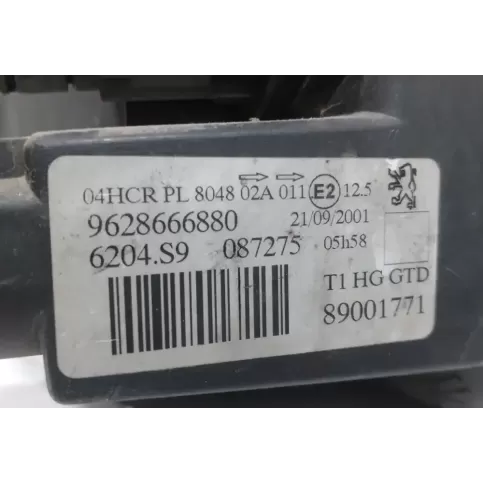 04HCR PL 8048 02A 011 E2 12.5
9628666880 21/09/2001
6204.S9 087275 05h58
T1 HG GTD
89001771